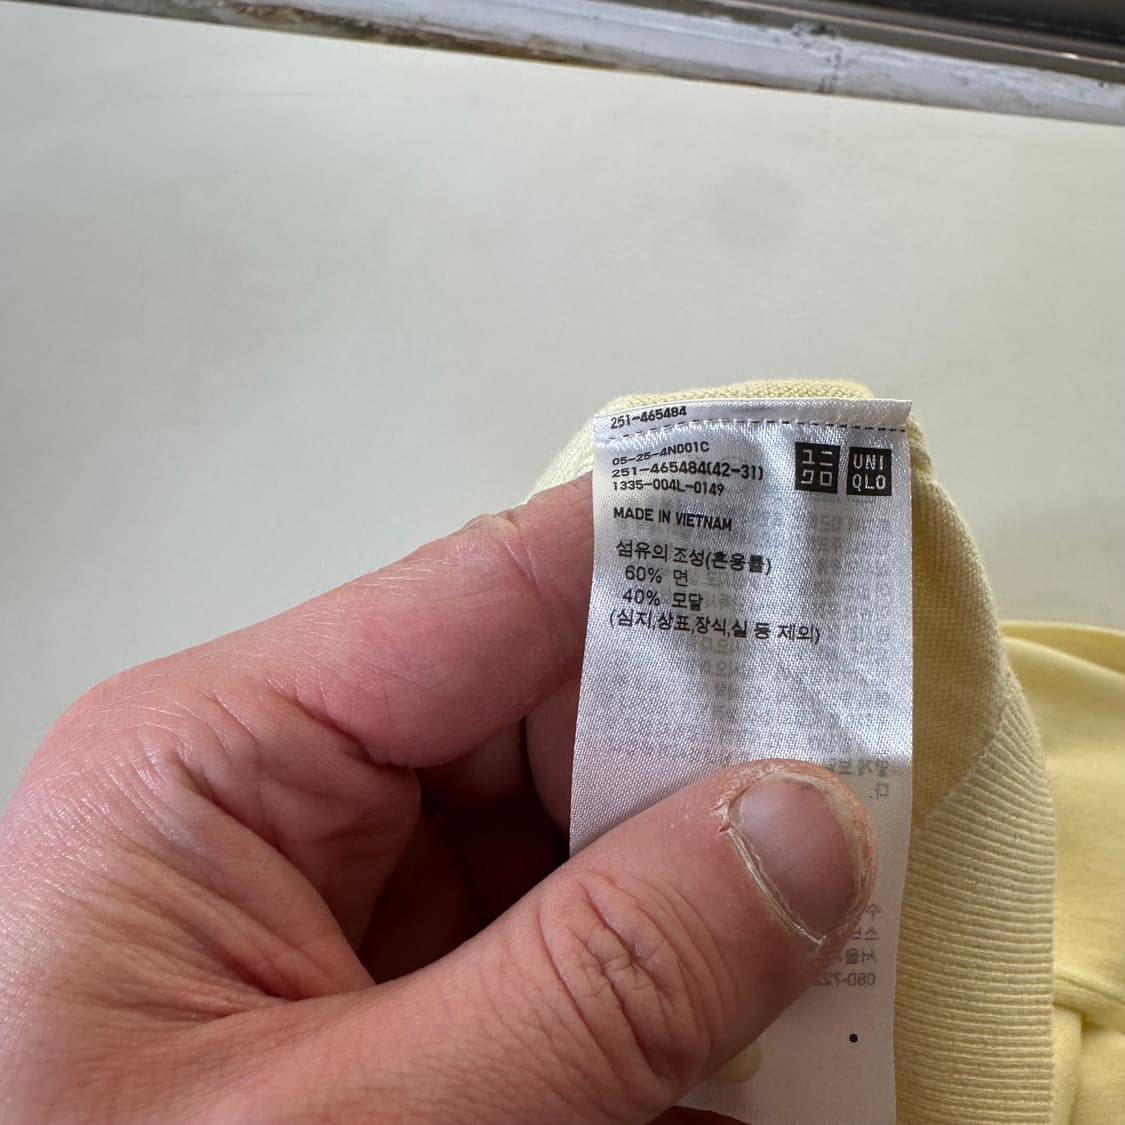 251-465484
05-25-4N001C
251-465484(42-31)
1335-004L-0149
ユニ
クロ
UNI
QLO
MADE IN VIETNAM
섬유의 조성(혼용률)
60% 면
40% 모달
(심지,상표,장식,실 등 제외)